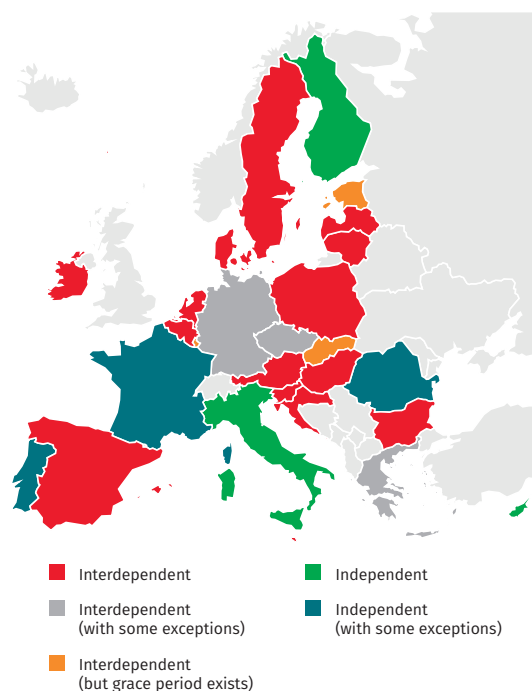 Interdependent
Interdependent
(with some exceptions)
Interdependent
(but grace period exists)
Independent
Independent
(with some exceptions)